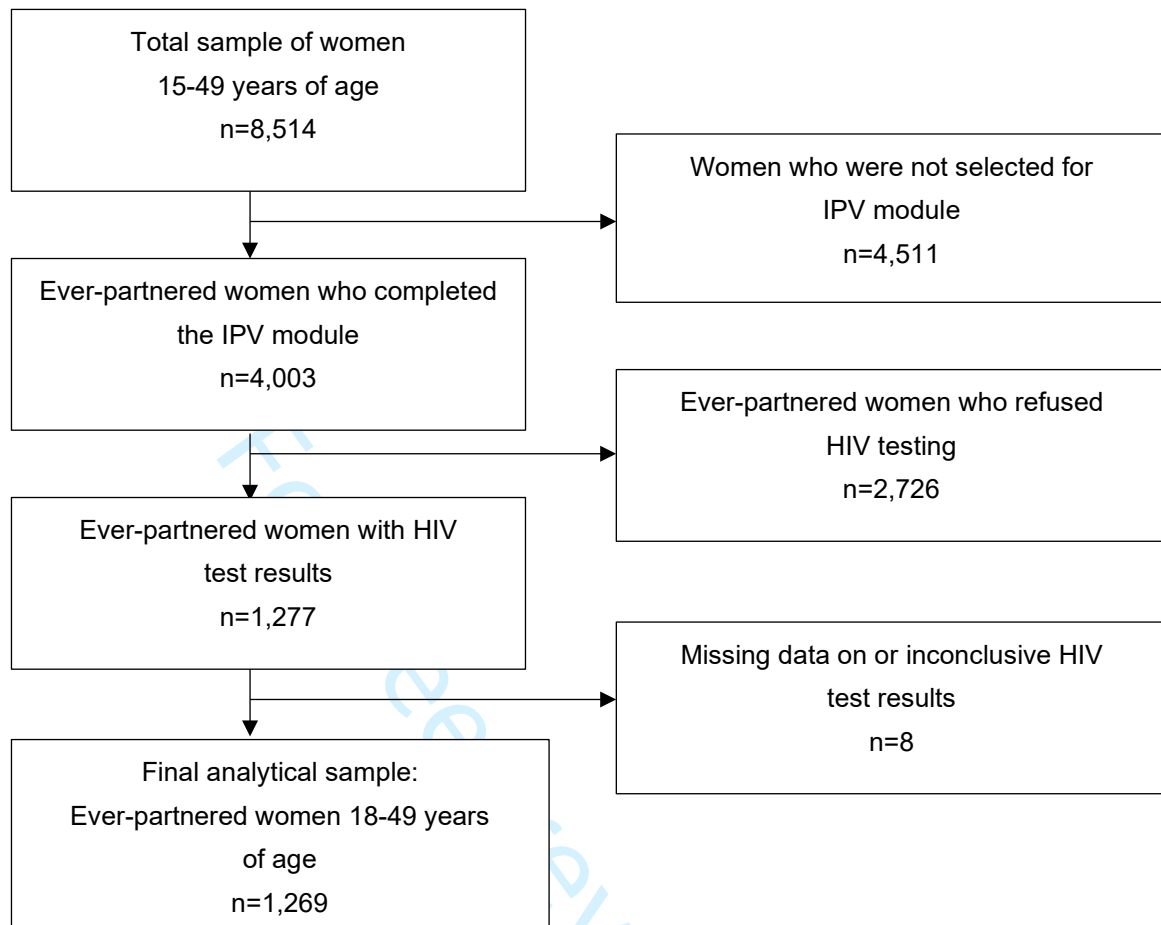 Total sample of women
15-49 years of age
n=8,514
Women who were not selected for
IPV module
n=4,511
Ever-partnered women who completed
the IPV module
n=4,003
Ever-partnered women who refused
HIV testing
n=2,726
Ever-partnered women with HIV
test results
n=1,277
Missing data on or inconclusive HIV
test results
n=8
Final analytical sample:
Ever-partnered women 18-49 years
of age
n=1,269